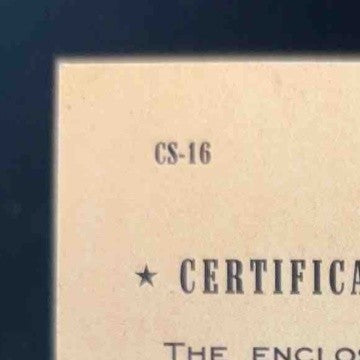 CS-16
★ CERTIFICA
THE ENCLO